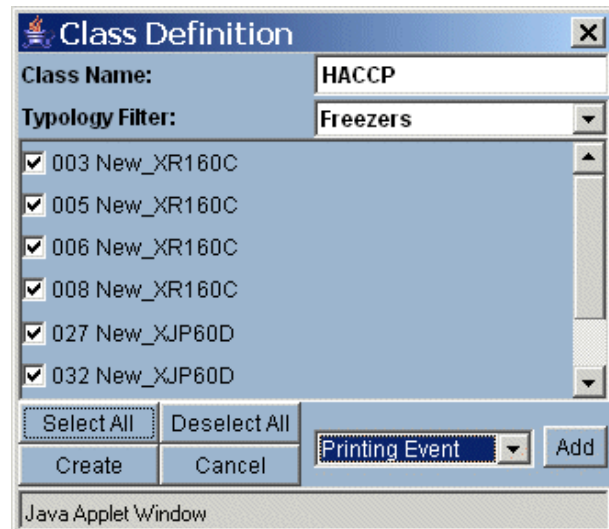 Class Definition
Class Name: HACCP
Typology Filter: Freezers
003 New_XR160C
005 New_XR160C
006 New_XR160C
008 New_XR160C
027 New_XJP60D
032 New_XJP60D
Select All Deselect All
Printing Event Add
Create Cancel
Java Applet Window